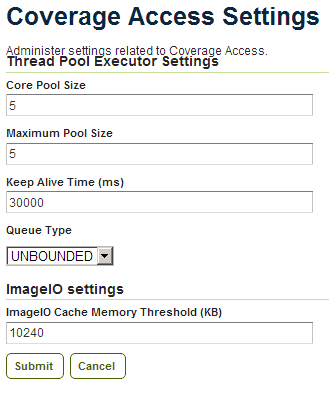 Coverage Access Settings
Administer settings related to Coverage Access.
Thread Pool Executor Settings
Core Pool Size
5
Maximum Pool Size
5
Keep Alive Time (ms)
30000
Queue Type
UNBOUNDED
ImageIO settings
ImageIO Cache Memory Threshold (KB)
10240
Submit Cancel